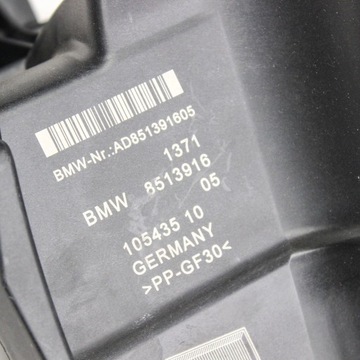 BMW-Nr.:AD851391605
1371
BMW 8513916
05
105435 10
GERMANY
>PP-GF30<